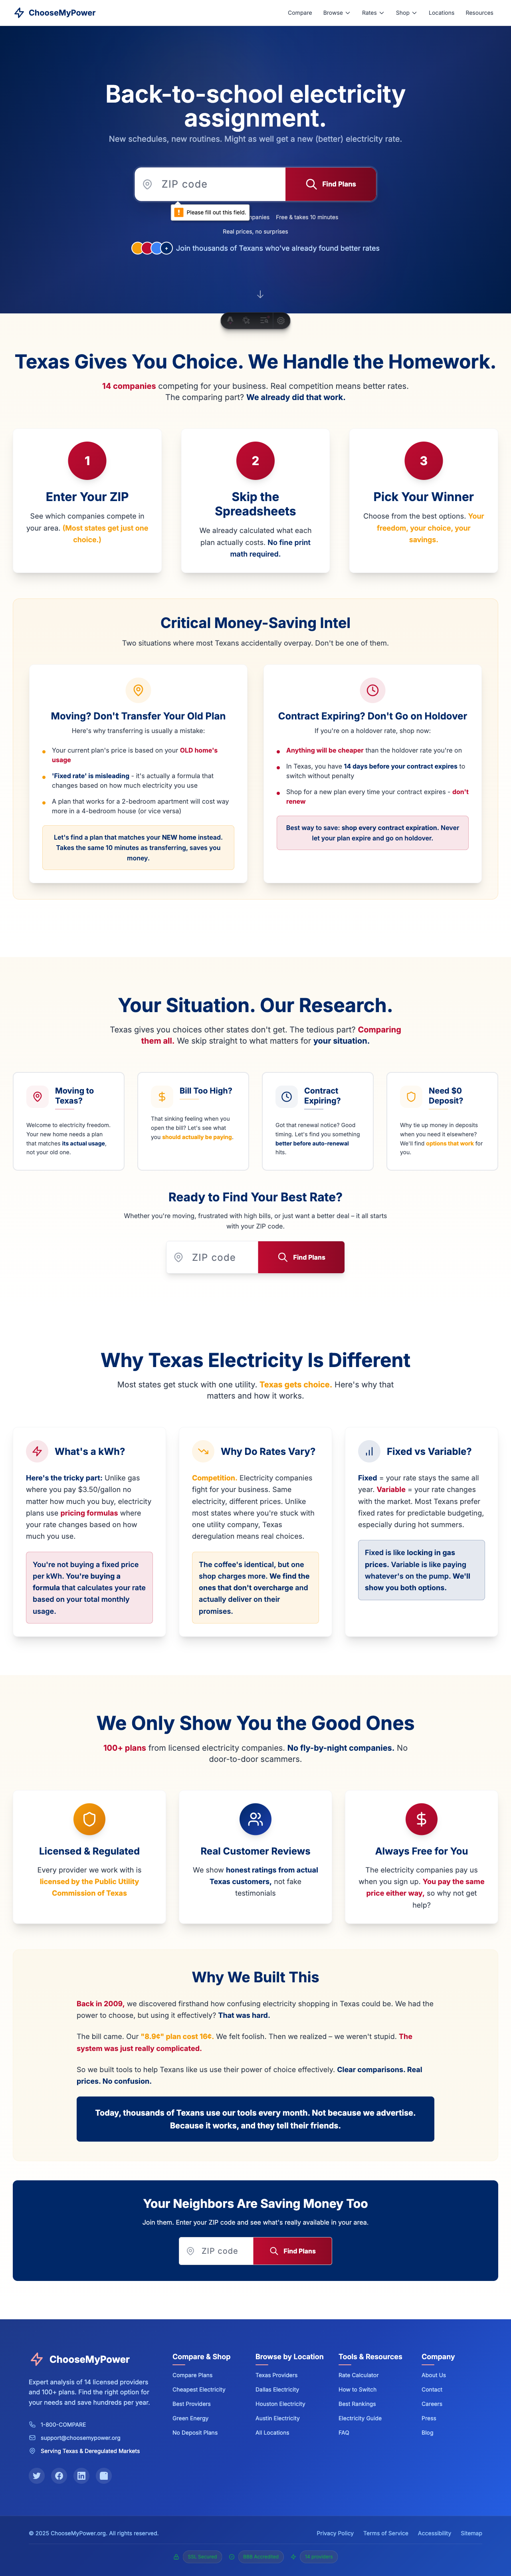 ChooseMyPower
Compare
Browse
Rates
Shop
Locations
Resources
Back-to-school electricity
assignment.
New schedules, new routines. Might as well get a new (better) electricity rate.
ZIP code
Find Plans
Please fill out this field.
Free & takes 10 minutes
Real prices, no surprises
+
Join thousands of Texans who've already found better rates
Texas Gives You Choice. We Handle the Homework.
14 companies competing for your business. Real competition means better rates.
The comparing part? We already did that work.
1
Enter Your ZIP
See which companies compete in
your area. (Most states get just one
choice.)
2
Skip the
Spreadsheets
We already calculated what each
plan actually costs. No fine print
math required.
3
Pick Your Winner
Choose from the best options. Your
freedom, your choice, your
savings.
Critical Money-Saving Intel
Two situations where most Texans accidentally overpay. Don't be one of them.
Moving? Don't Transfer Your Old Plan
Here's why transferring is usually a mistake:
Your current plan's price is based on your OLD home's
usage
'Fixed rate' is misleading - it's actually a formula that
changes based on how much electricity you use
A plan that works for a 2-bedroom apartment will cost way
more in a 4-bedroom house (or vice versa)
Let's find a plan that matches your NEW home instead.
Takes the same 10 minutes as transferring, saves you
money.
Contract Expiring? Don't Go on Holdover
If you're on a holdover rate, shop now:
Anything will be cheaper than the holdover rate you're on
In Texas, you have 14 days before your contract expires to
switch without penalty
Shop for a new plan every time your contract expires - don't
renew
Best way to save: shop every contract expiration. Never
let your plan expire and go on holdover.
Your Situation. Our Research.
Texas gives you choices other states don't get. The tedious part? Comparing
them all. We skip straight to what matters for your situation.
Moving to
Texas?
Welcome to electricity freedom.
Your new home needs a plan
that matches its actual usage,
not your old one.
Bill Too High?
That sinking feeling when you
open the bill? Let's see what
you should actually be paying.
Contract
Expiring?
Got that renewal notice? Good
timing. Let's find you something
better before auto-renewal
hits.
Need $0
Deposit?
Why tie up money in deposits
when you need it elsewhere?
We'll find options that work for
you.
Ready to Find Your Best Rate?
Whether you're moving, frustrated with high bills, or just want a better deal – it all starts
with your ZIP code.
ZIP code
Find Plans
Why Texas Electricity Is Different
Most states get stuck with one utility. Texas gets choice. Here's why that
matters and how it works.
What's a kWh?
Here's the tricky part: Unlike gas
where you pay $3.50/gallon no
matter how much you buy, electricity
plans use pricing formulas where
your rate changes based on how
much you use.
You're not buying a fixed price
per kWh. You're buying a
formula that calculates your rate
based on your total monthly
usage.
Why Do Rates Vary?
Competition. Electricity companies
fight for your business. Same
electricity, different prices. Unlike
most states where you're stuck with
one utility company, Texas
deregulation means real choices.
The coffee's identical, but one
shop charges more. We find the
ones that don't overcharge and
actually deliver on their
promises.
Fixed vs Variable?
Fixed = your rate stays the same all
year. Variable = your rate changes
with the market. Most Texans prefer
fixed rates for predictable budgeting,
especially during hot summers.
Fixed is like locking in gas
prices. Variable is like paying
whatever's on the pump. We'll
show you both options.
We Only Show You the Good Ones
100+ plans from licensed electricity companies. No fly-by-night companies. No
door-to-door scammers.
Licensed & Regulated
Every provider we work with is
licensed by the Public Utility
Commission of Texas
Real Customer Reviews
We show honest ratings from actual
Texas customers, not fake
testimonials
Always Free for You
The electricity companies pay us
when you sign up. You pay the same
price either way, so why not get
help?
Why We Built This
Back in 2009, we discovered firsthand how confusing electricity shopping in Texas could be. We had the
power to choose, but using it effectively? That was hard.
The bill came. Our "8.9¢" plan cost 16¢. We felt foolish. Then we realized – we weren't stupid. The
system was just really complicated.
So we built tools to help Texans like us use their power of choice effectively. Clear comparisons. Real
prices. No confusion.
Today, thousands of Texans use our tools every month. Not because we advertise.
Because it works, and they tell their friends.
Your Neighbors Are Saving Money Too
Join them. Enter your ZIP code and see what's really available in your area.
ZIP code
Find Plans
ChooseMyPower
Expert analysis of 14 licensed providers
and 100+ plans. Find the right option for
your needs and save hundreds per year.
1-800-COMPARE
support@choosemypower.org
Serving Texas & Deregulated Markets
Compare & Shop
Compare Plans
Cheapest Electricity
Best Providers
Green Energy
No Deposit Plans
Browse by Location
Texas Providers
Dallas Electricity
Houston Electricity
Austin Electricity
All Locations
Tools & Resources
Rate Calculator
How to Switch
Best Rankings
Electricity Guide
FAQ
Company
About Us
Contact
Careers
Press
Blog
© 2025 ChooseMyPower.org. All rights reserved.
Privacy Policy
Terms of Service
Accessibility
Sitemap
SSL Secured
BBB Accredited
14 providers